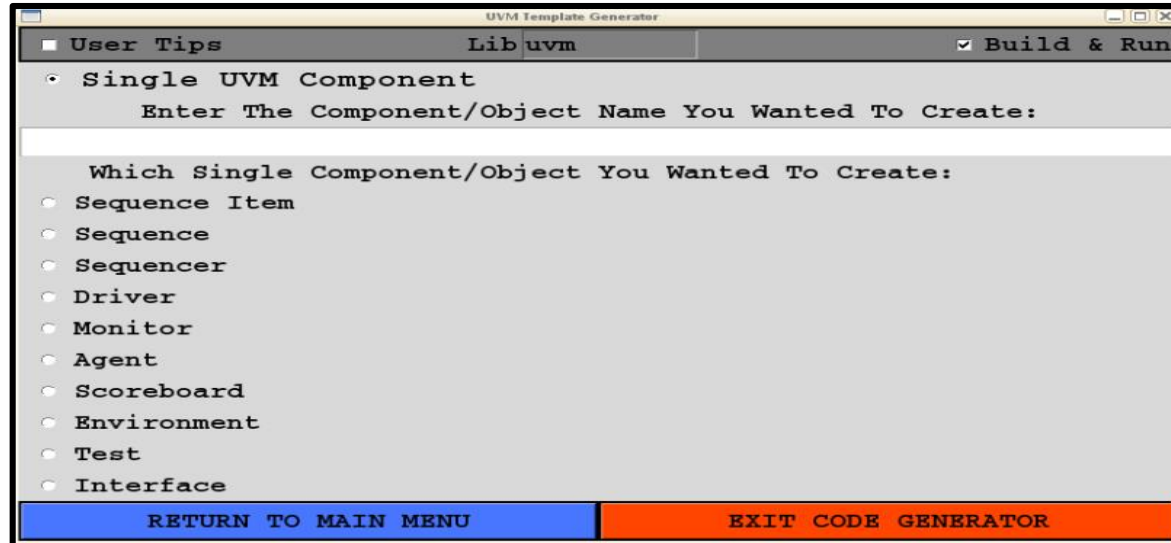 UVM Template Generator
User Tips Lib uvm Build & Run
Single UVM Component
Enter The Component/Object Name You Wanted To Create:
Which Single Component/Object You Wanted To Create:
Sequence Item
Sequence
Sequencer
Driver
Monitor
Agent
Scoreboard
Environment
Test
Interface
RETURN TO MAIN MENU EXIT CODE GENERATOR